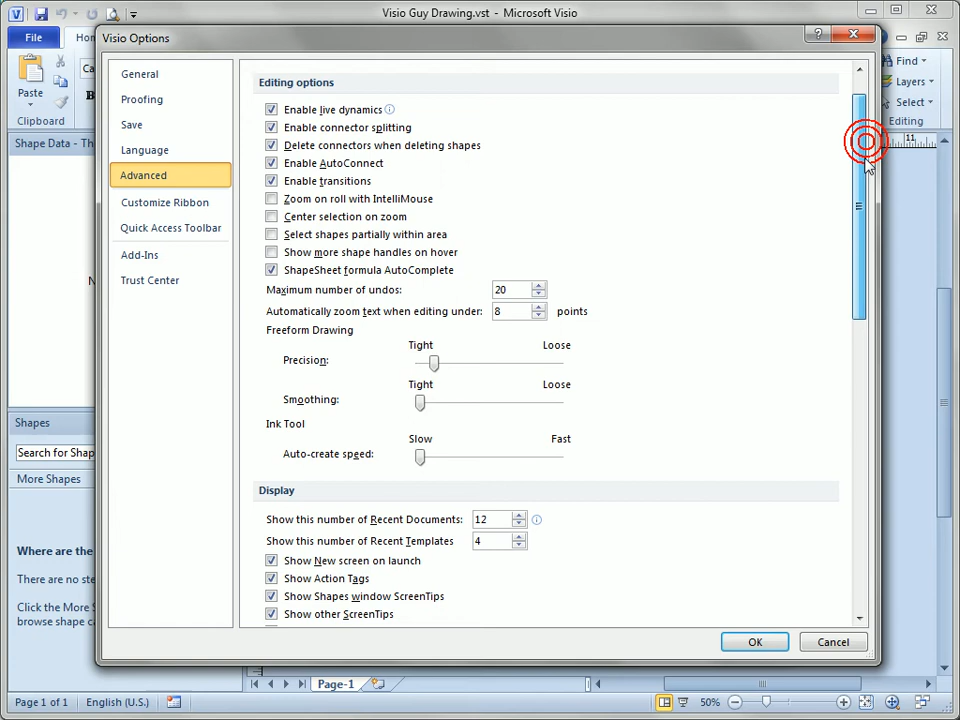 Visio Guy Drawing.vst - Microsoft Visio
Visio Options
File
Paste
Clipboard
Find
Layers
Select
Editing
General
Proofing
Save
Language
Advanced
Customize Ribbon
Quick Access Toolbar
Add-Ins
Trust Center
Editing options
Enable live dynamics
Enable connector splitting
Delete connectors when deleting shapes
Enable AutoConnect
Enable transitions
Zoom on roll with IntelliMouse
Center selection on zoom
Select shapes partially within area
Show more shape handles on hover
ShapeSheet formula AutoComplete
Maximum number of undos: 20
Automatically zoom text when editing under: 8 points
Freeform Drawing
Tight Loose
Precision:
Tight Loose
Smoothing:
Ink Tool
Slow Fast
Auto-create speed:
Display
Show this number of Recent Documents: 12
Show this number of Recent Templates 4
Show New screen on launch
Show Action Tags
Show Shapes window ScreenTips
Show other ScreenTips
OK Cancel
Shape Data - Th
11
Shapes
Search for Shap
More Shapes
Where are the
There are no ste
Click the More S
browse shape ca
Page-1
Page 1 of 1 English (U.S.) 50%